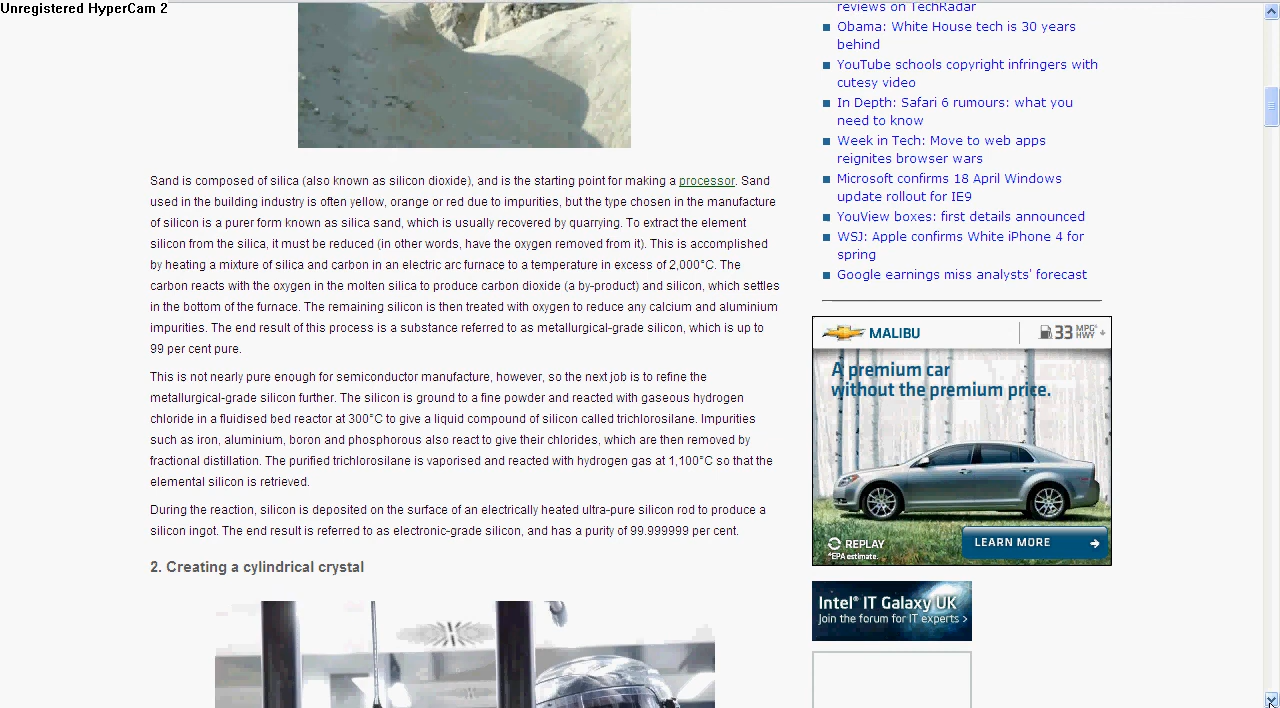 Unregistered HyperCam 2
Sand is composed of silica (also known as silicon dioxide), and is the starting point for making a processor. Sand
used in the building industry is often yellow, orange or red due to impurities, but the type chosen in the manufacture
of silicon is a purer form known as silica sand, which is usually recovered by quarrying. To extract the element
silicon from the silica, it must be reduced (in other words, have the oxygen removed from it). This is accomplished
by heating a mixture of silica and carbon in an electric arc furnace to a temperature in excess of 2,000°C. The
carbon reacts with the oxygen in the molten silica to produce carbon dioxide (a by-product) and silicon, which settles
in the bottom of the furnace. The remaining silicon is then treated with oxygen to reduce any calcium and aluminium
impurities. The end result of this process is a substance referred to as metallurgical-grade silicon, which is up to
99 per cent pure.
This is not nearly pure enough for semiconductor manufacture, however, so the next job is to refine the
metallurgical-grade silicon further. The silicon is ground to a fine powder and reacted with gaseous hydrogen
chloride in a fluidised bed reactor at 300°C to give a liquid compound of silicon called trichlorosilane. Impurities
such as iron, aluminium, boron and phosphorous also react to give their chlorides, which are then removed by
fractional distillation. The purified trichlorosilane is vaporised and reacted with hydrogen gas at 1,100°C so that the
elemental silicon is retrieved.
During the reaction, silicon is deposited on the surface of an electrically heated ultra-pure silicon rod to produce a
silicon ingot. The end result is referred to as electronic-grade silicon, and has a purity of 99.999999 per cent.
2. Creating a cylindrical crystal
reviews on TechRadar
Obama: White House tech is 30 years
behind
YouTube schools copyright infringers with
cutesy video
In Depth: Safari 6 rumours: what you
need to know
Week in Tech: Move to web apps
reignites browser wars
Microsoft confirms 18 April Windows
update rollout for IE9
YouView boxes: first details announced
WSJ: Apple confirms White iPhone 4 for
spring
Google earnings miss analysts' forecast
MALIBU
33 MPG*
HWY
A premium car
without the premium price.
REPLAY
*EPA estimate.
LEARN MORE
Intel® IT Galaxy UK
Join the forum for IT experts >